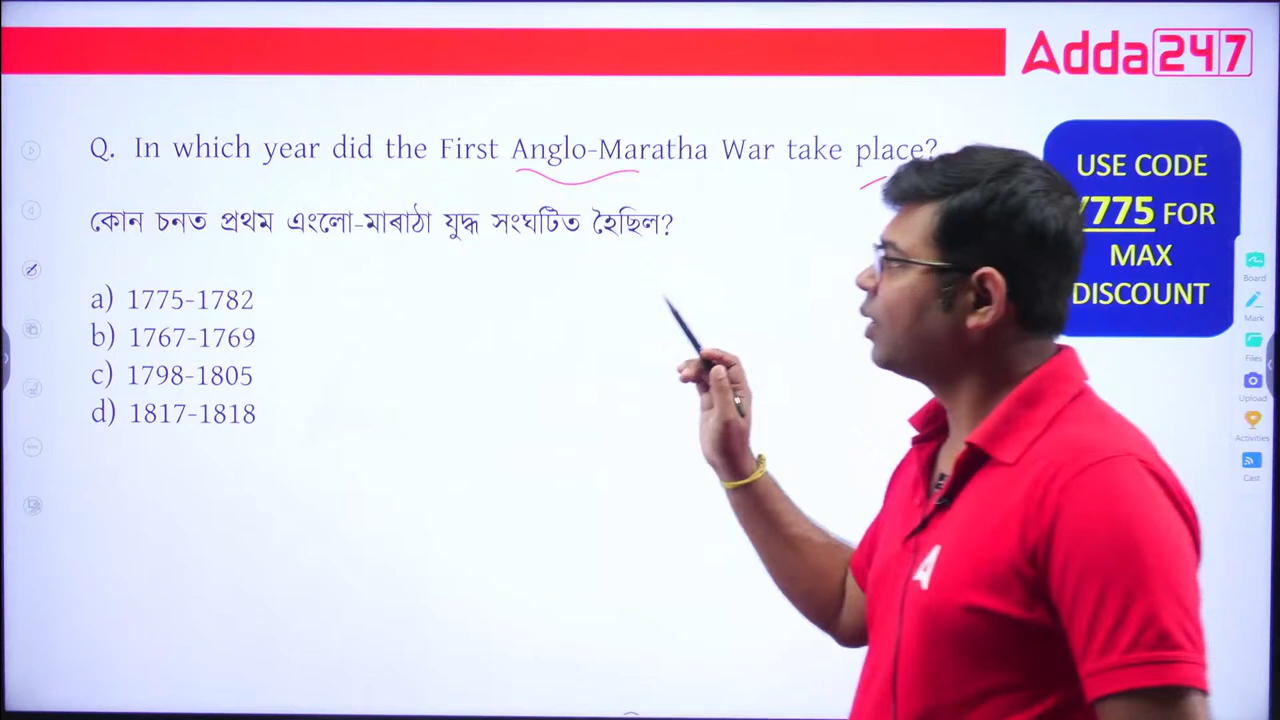 Adda247
Q. In which year did the First Anglo-Maratha War take place?
কোন চনত প্ৰথম এংলো-মাৰাঠা যুদ্ধ সংঘটিত হৈছিল?
a) 1775-1782
b) 1767-1769
c) 1798-1805
d) 1817-1818
USE CODE
775 FOR
MAX
DISCOUNT
Board
Mark
Files
Upload
Activities
Cast
A